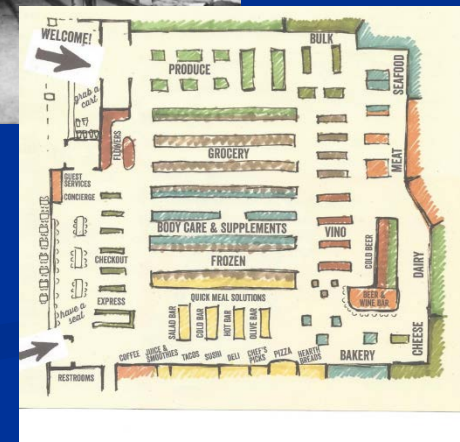 WELCOME!
BULK
PRODUCE
SEAFOOD
grab a
cart
FLOWERS
GROCERY
MEAT
GUEST
SERVICES
CONCIERGE
BODY CARE & SUPPLEMENTS
VINO
COLD BEER
CHECKOUT
FROZEN
DAIRY
EXPRESS
QUICK MEAL SOLUTIONS
BEER &
WINE BAR
have a
seat
SALAD BAR
COLD BAR
HOT BAR
OLIVE BAR
CHEESE
COFFEE
JUICE &
SMOOTHIES
TACOS
SUSHI
DELI
CHEF'S
PICKS
PIZZA
HEARTH
BREADS
BAKERY
RESTROOMS